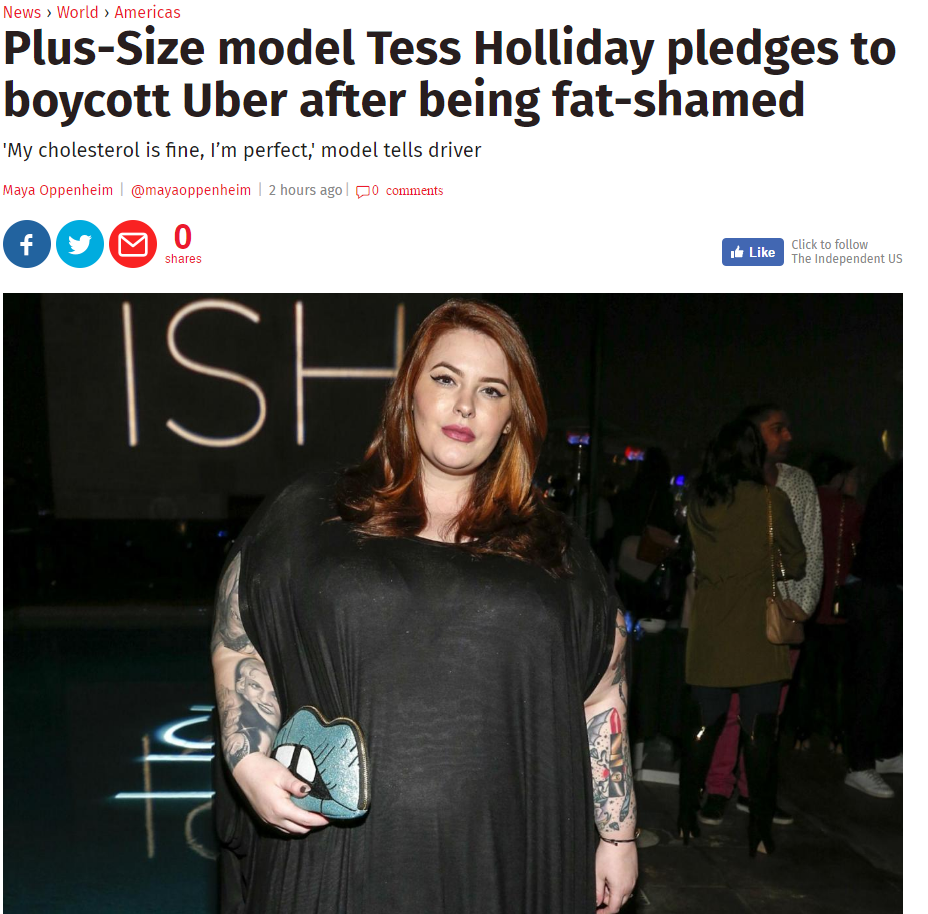 News › World › Americas
Plus-Size model Tess Holliday pledges to
boycott Uber after being fat-shamed
'My cholesterol is fine, I’m perfect,' model tells driver
Maya Oppenheim | @mayaoppenheim | 2 hours ago | 0 comments
0
shares
Like
Click to follow
The Independent US
ISH